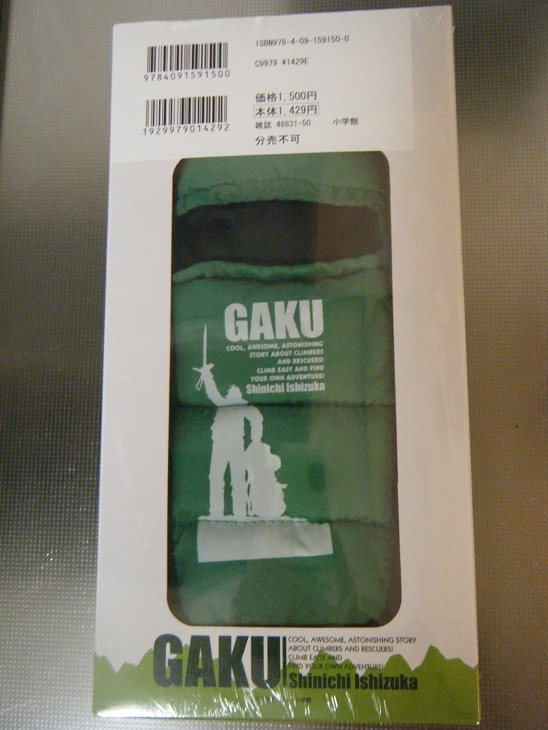 ISBN978-4-09-159150-0
C9979 ¥1429E
9784091591500
価格1,500円
本体1,429円
雑誌 48831-50 小学館
1929979014292
分売不可
GAKU
COOL, AWESOME, ASTONISHING
STORY ABOUT CLIMBERS
AND RESCUERS!
CLIMB EASY AND FIND
YOUR OWN ADVENTURE!
Shinichi Ishizuka
GAKU
COOL, AWESOME, ASTONISHING STORY
ABOUT CLIMBERS AND RESCUERS!
CLIMB EASY AND
FIND YOUR OWN ADVENTURE!
Shinichi Ishizuka